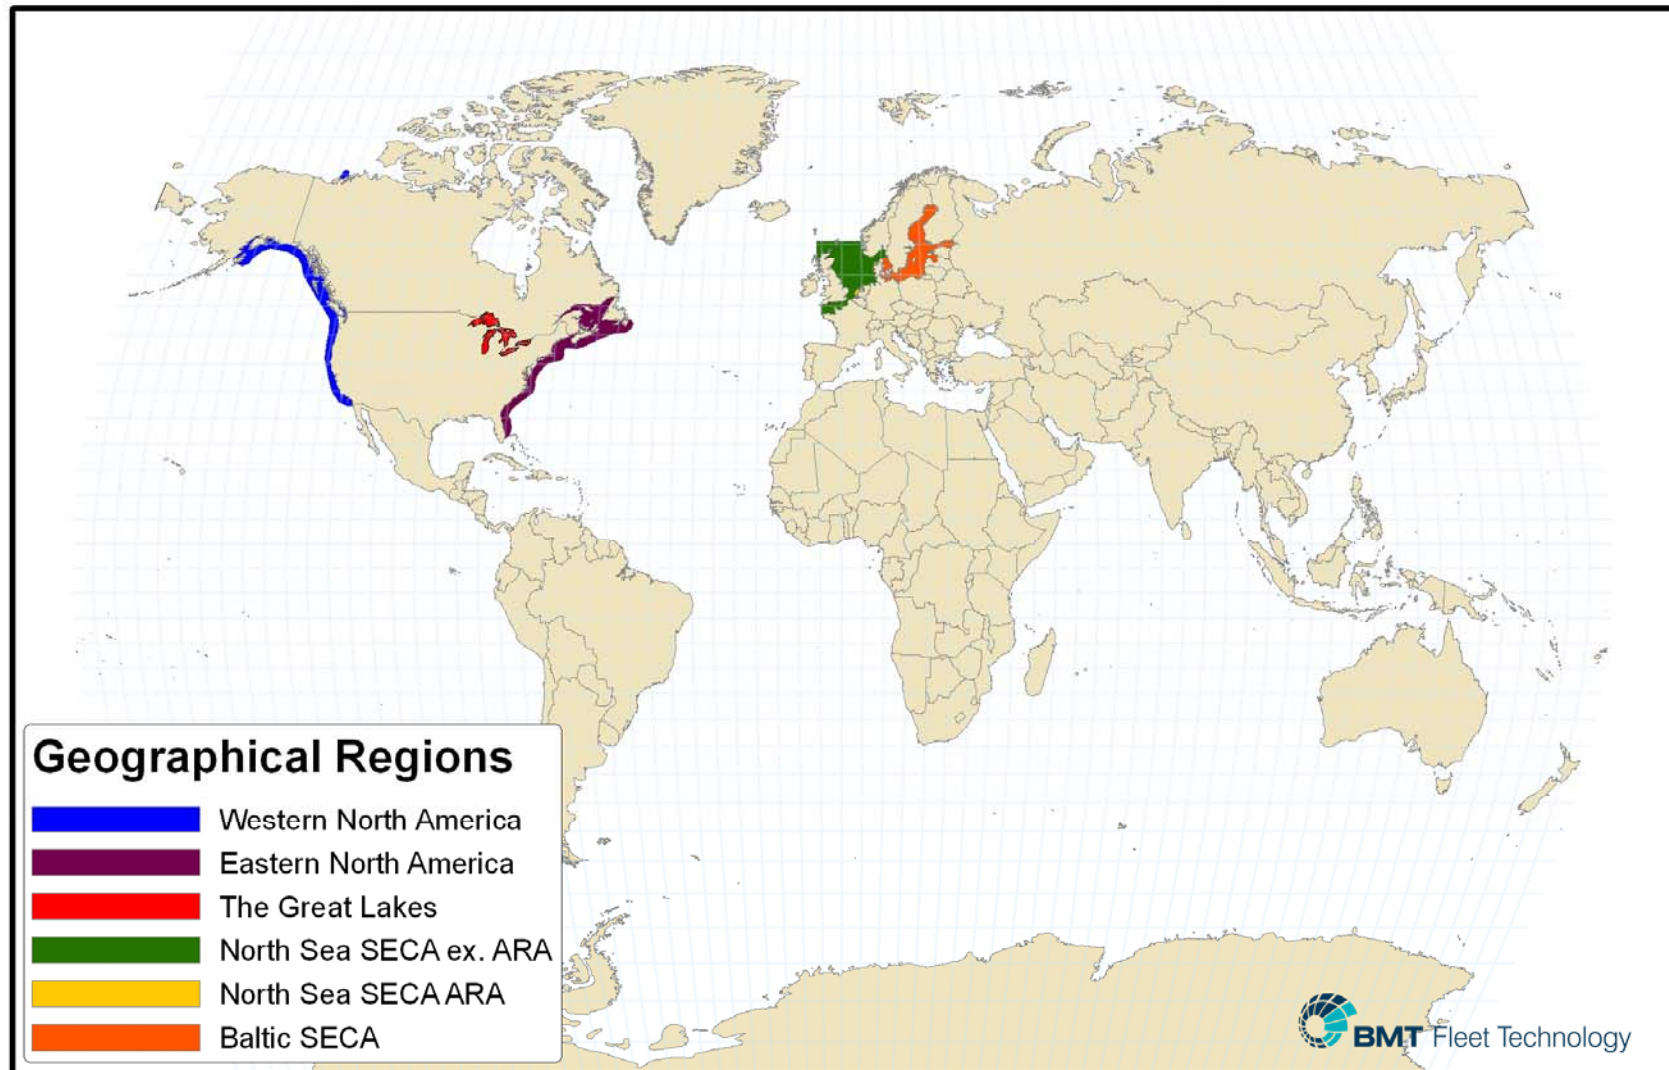 Geographical Regions
Western North America
Eastern North America
The Great Lakes
North Sea SECA ex. ARA
North Sea SECA ARA
Baltic SECA
BMT Fleet Technology